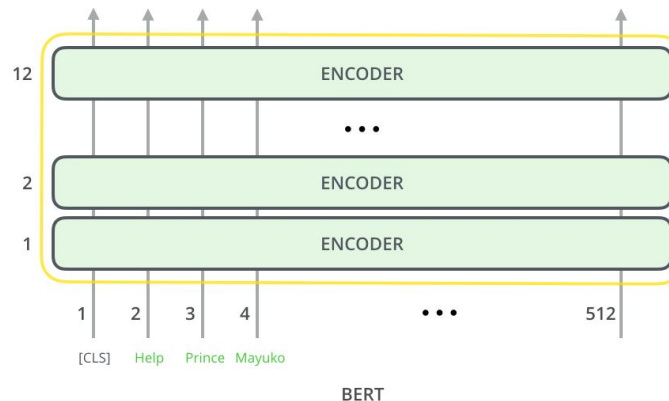 12 ENCODER
...
2 ENCODER
1 ENCODER
1 2 3 4 ... 512
[CLS] Help Prince Mayuko
BERT